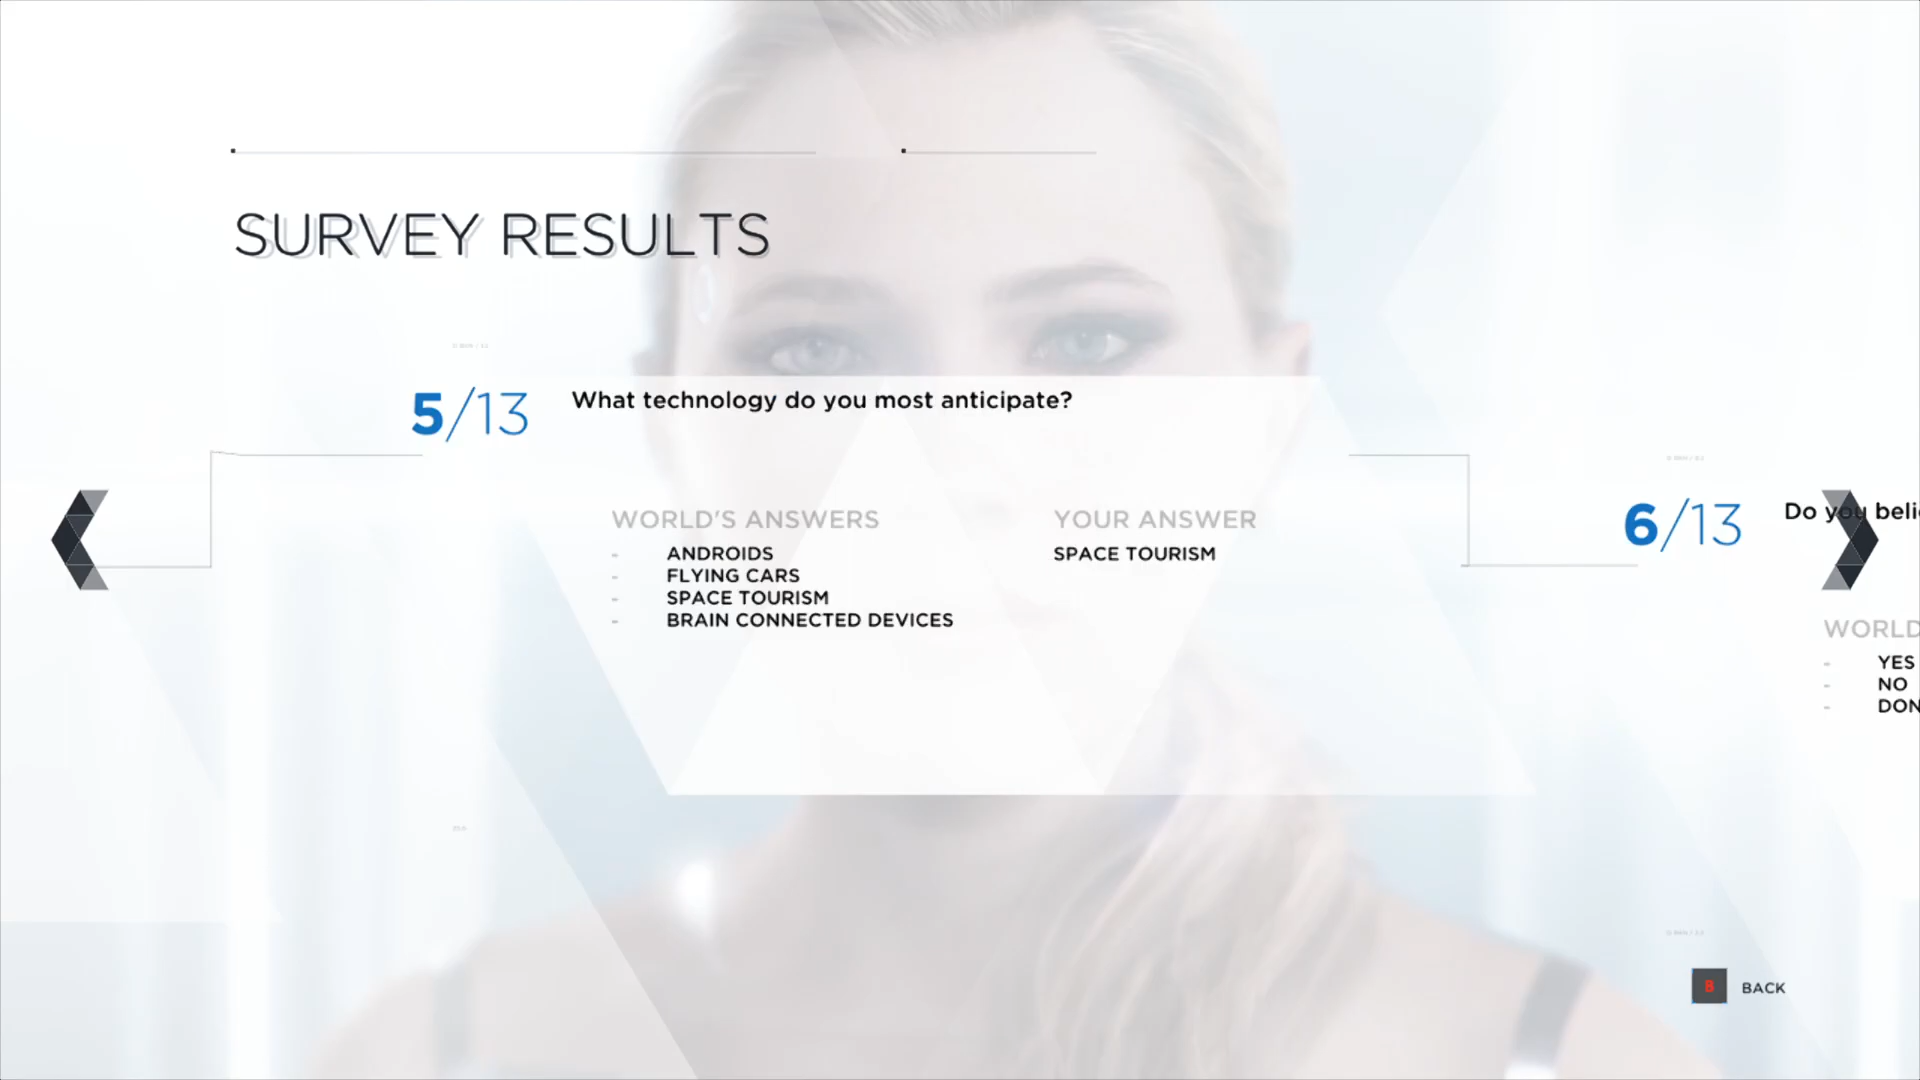 SURVEY RESULTS
5/13
What technology do you most anticipate?
WORLD'S ANSWERS
- ANDROIDS
- FLYING CARS
- SPACE TOURISM
- BRAIN CONNECTED DEVICES
YOUR ANSWER
SPACE TOURISM
6/13
Do you beli
WORLD
- YES
- NO
- DON
B BACK